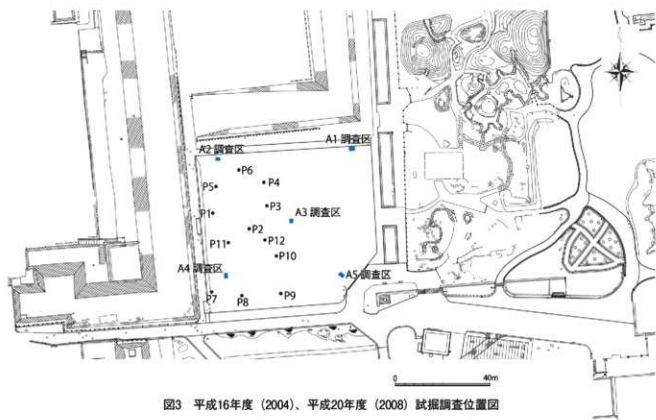 A1 調査区
A2 調査区
P6
P4
P5
P3
P1
A3 調査区
P2
P11
P12
P10
A4 調査区
A5 調査区
P7
P8
P9
0
40m
図3 平成16年度（2004）、平成20年度（2008）試掘調査位置図